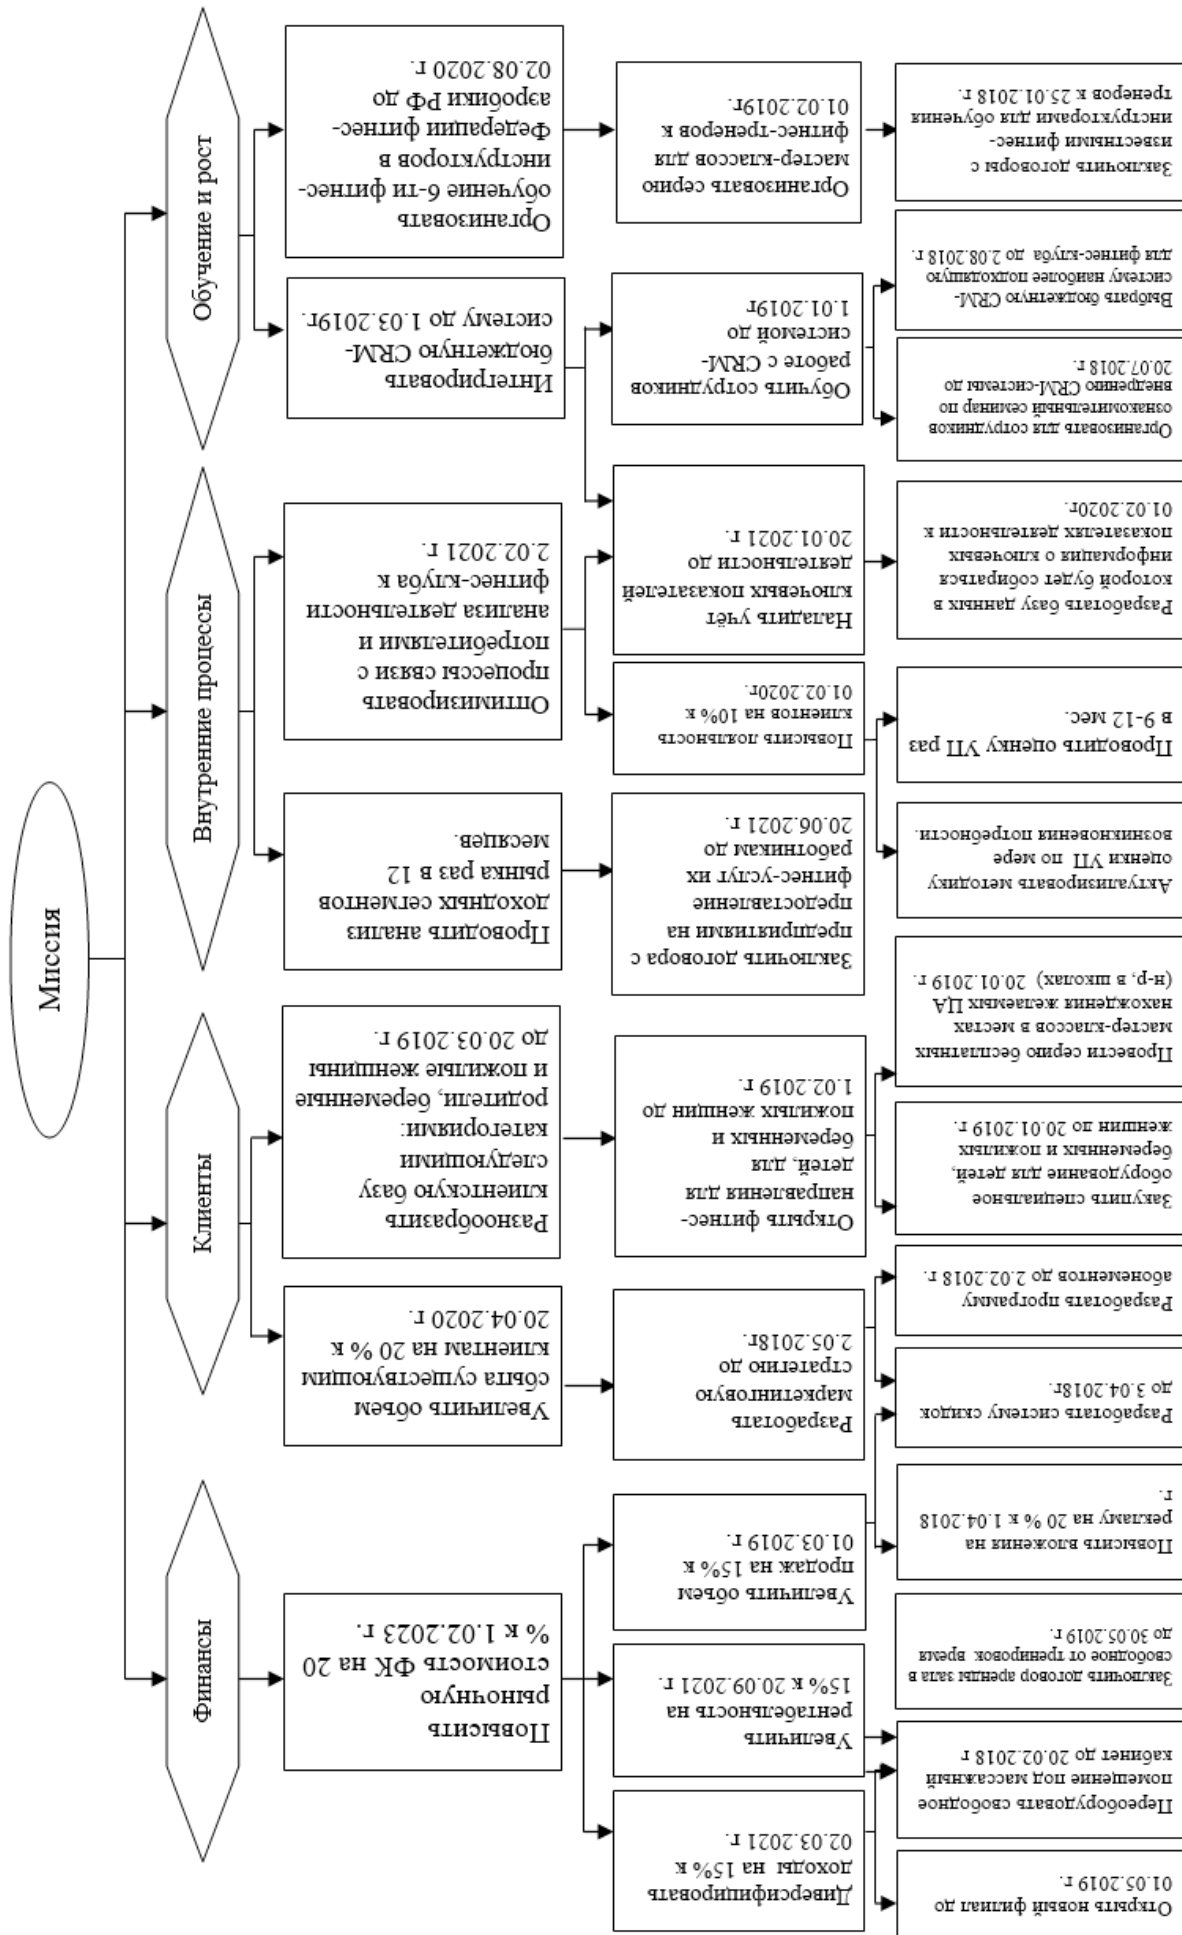 Миссия
Финансы
Клиенты
Внутренние процессы
Обучение и рост
Повысить
рыночную
стоимость ФК на 20
% к 1.02.2023 г.
Увеличить объем
сбыта существующим
клиентам на 20 % к
20.04.2020 г.
Разнообразить
клиентскую базу
следующими
категориями:
родители, беременные
и пожилые женщины
до 20.03.2019 г.
Проводить анализ
доходных сегментов
рынка раз в 12
месяцев.
Оптимизировать
процессы связи с
потребителями и
анализа деятельности
фитнес-клуба к
2.02.2021 г.
Интегрировать
бюджетную CRM-
систему до 1.03.2019г.
Организовать
обучение 6-ти фитнес-
инструкторов в
Федерации фитнес-
аэробики РФ до
02.08.2020 г.
Диверсифицировать
доходы на 15% к
02.03.2021 г.
Увеличить
рентабельность на
15% к 20.09.2021 г.
Увеличить объем
продаж на 15% к
01.03.2019 г.
Разработать
маркетинговую
стратегию до
2.05.2018г.
Открыть фитнес-
направления для
детей, для
беременных и
пожилых женщин до
1.02.2019 г.
Заключить договора с
предприятиями на
предоставление
фитнес-услуг их
работникам до
20.06.2021 г.
Повысить лояльность
клиентов на 10% к
01.02.2020г.
Наладить учёт
ключевых показателей
деятельности до
20.01.2021 г.
Обучить сотрудников
работе с CRM-
системой до
1.01.2019г
Организовать серию
мастер-классов для
фитнес-тренеров к
01.02.2019г.
Открыть новый филиал до
01.05.2019 г.
Переоборудовать свободное
помещение под массажный
кабинет до 20.02.2018 г
Заключить договор аренды зала в
свободное от тренировок время
до 30.05.2019 г.
Повысить вложения на
рекламу на 20 % к 1.04.2018
г.
Разработать систему скидок
до 3.04.2018г.
Разработать программу
абонементов до 2.02.2018 г.
Закупить специальное
оборудование для детей,
беременных и пожилых
женщин до 20.01.2019 г.
Провести серию бесплатных
мастер-классов в местах
нахождения желаемых ЦА
(н-р, в школах) 20.01.2019 г.
Актуализировать методику
оценки УП по мере
возникновения потребности.
Проводить оценку УП раз
в 9-12 мес.
Разработать базу данных в
которой будет собираться
информация о ключевых
показателях деятельности к
01.02.2020г.
Организовать для сотрудников
ознакомительный семинар по
внедрению CRM-системы до
20.07.2018 г.
Выбрать бюджетную CRM-
систему наиболее подходящую
для фитнес-клуба до 2.08.2018 г.
Заключить договоры с
известными фитнес-
инструкторами для обучения
тренеров к 25.01.2018 г.